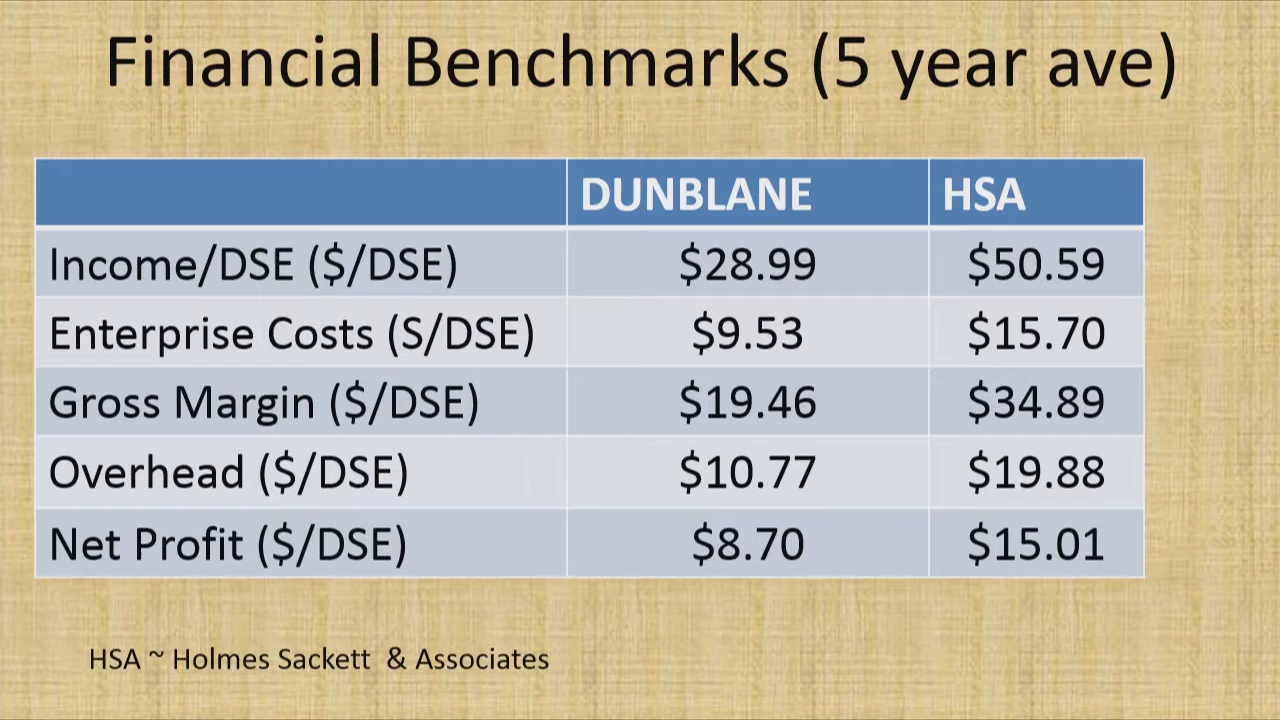 Financial Benchmarks (5 year ave)
DUNBLANE HSA
Income/DSE ($/DSE) $28.99 $50.59
Enterprise Costs (S/DSE) $9.53 $15.70
Gross Margin ($/DSE) $19.46 $34.89
Overhead ($/DSE) $10.77 $19.88
Net Profit ($/DSE) $8.70 $15.01
HSA ~ Holmes Sackett & Associates